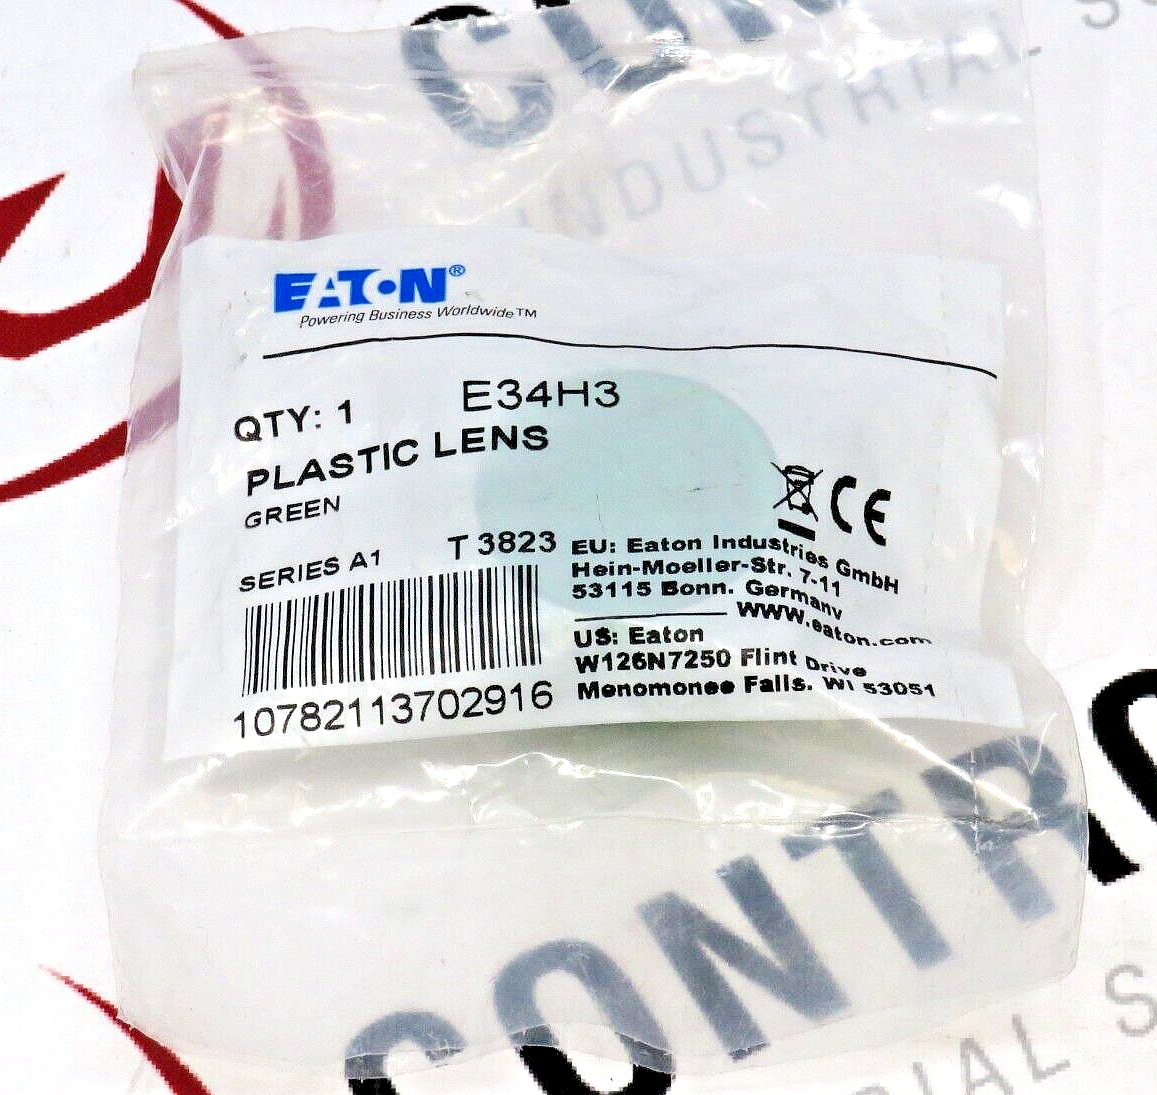 EATON®
Powering Business Worldwide™
QTY: 1 E34H3
PLASTIC LENS
GREEN
SERIES A1 T 3823
10782113702916
CE
EU: Eaton Industries GmbH
Hein-Moeller-Str. 7-11
53115 Bonn. Germany
www.eaton.com
US: Eaton
W126N7250 Flint Drive
Menomonee Falls. WI 53051
INDUSTRIAL
CONTR